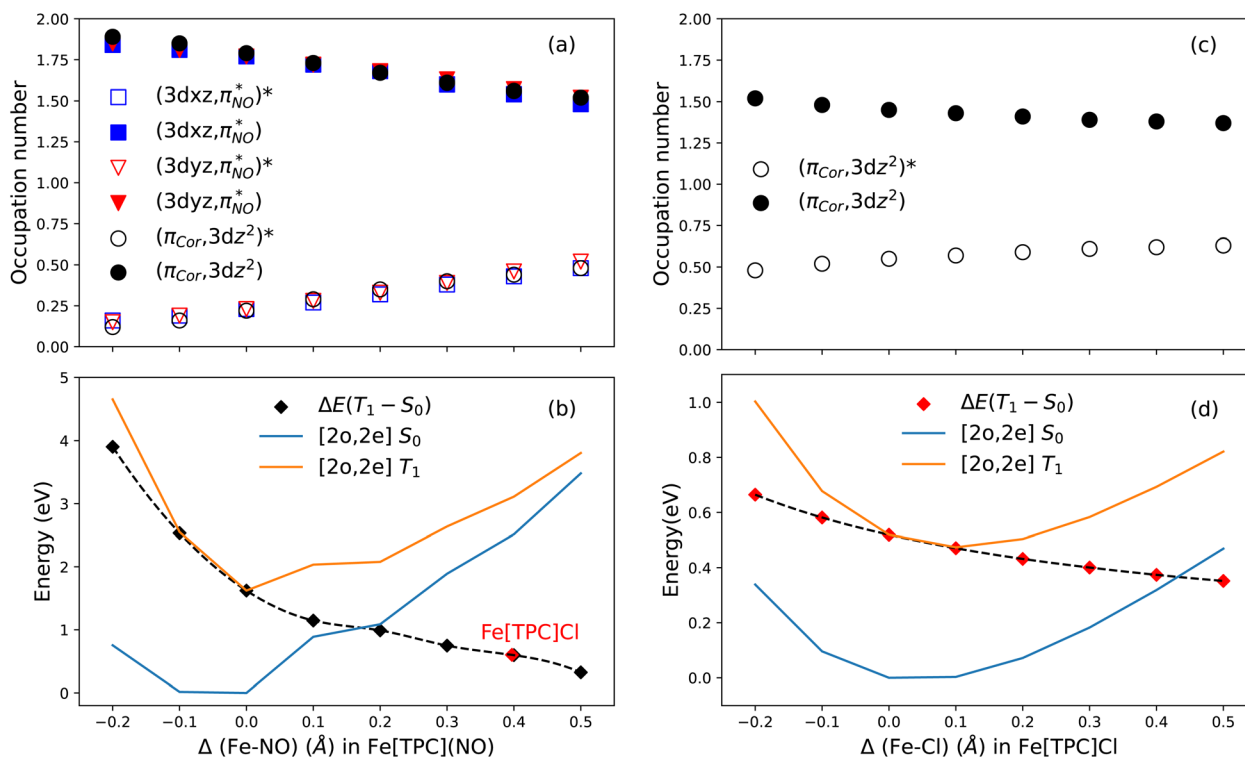 2.00
1.75
1.50
1.25
1.00
0.75
0.50
0.25
0.00
Occupation number
(a)
(3dxz,π*NO)*
(3dxz,π*NO)
(3dyz,π*NO)*
(3dyz,π*NO)
(πCor,3dz²)*
(πCor,3dz²)
2.00
1.75
1.50
1.25
1.00
0.75
0.50
0.25
0.00
Occupation number
(c)
(πCor,3dz²)*
(πCor,3dz²)
5
4
3
2
1
0
Energy (eV)
(b)
ΔE(T₁ − S₀)
[2o,2e] S₀
[2o,2e] T₁
Fe[TPC]Cl
−0.2 −0.1 0.0 0.1 0.2 0.3 0.4 0.5
Δ (Fe-NO) (Å) in Fe[TPC](NO)
1.0
0.8
0.6
0.4
0.2
0.0
Energy(eV)
(d)
ΔE(T₁ − S₀)
[2o,2e] S₀
[2o,2e] T₁
−0.2 −0.1 0.0 0.1 0.2 0.3 0.4 0.5
Δ (Fe-Cl) (Å) in Fe[TPC]Cl